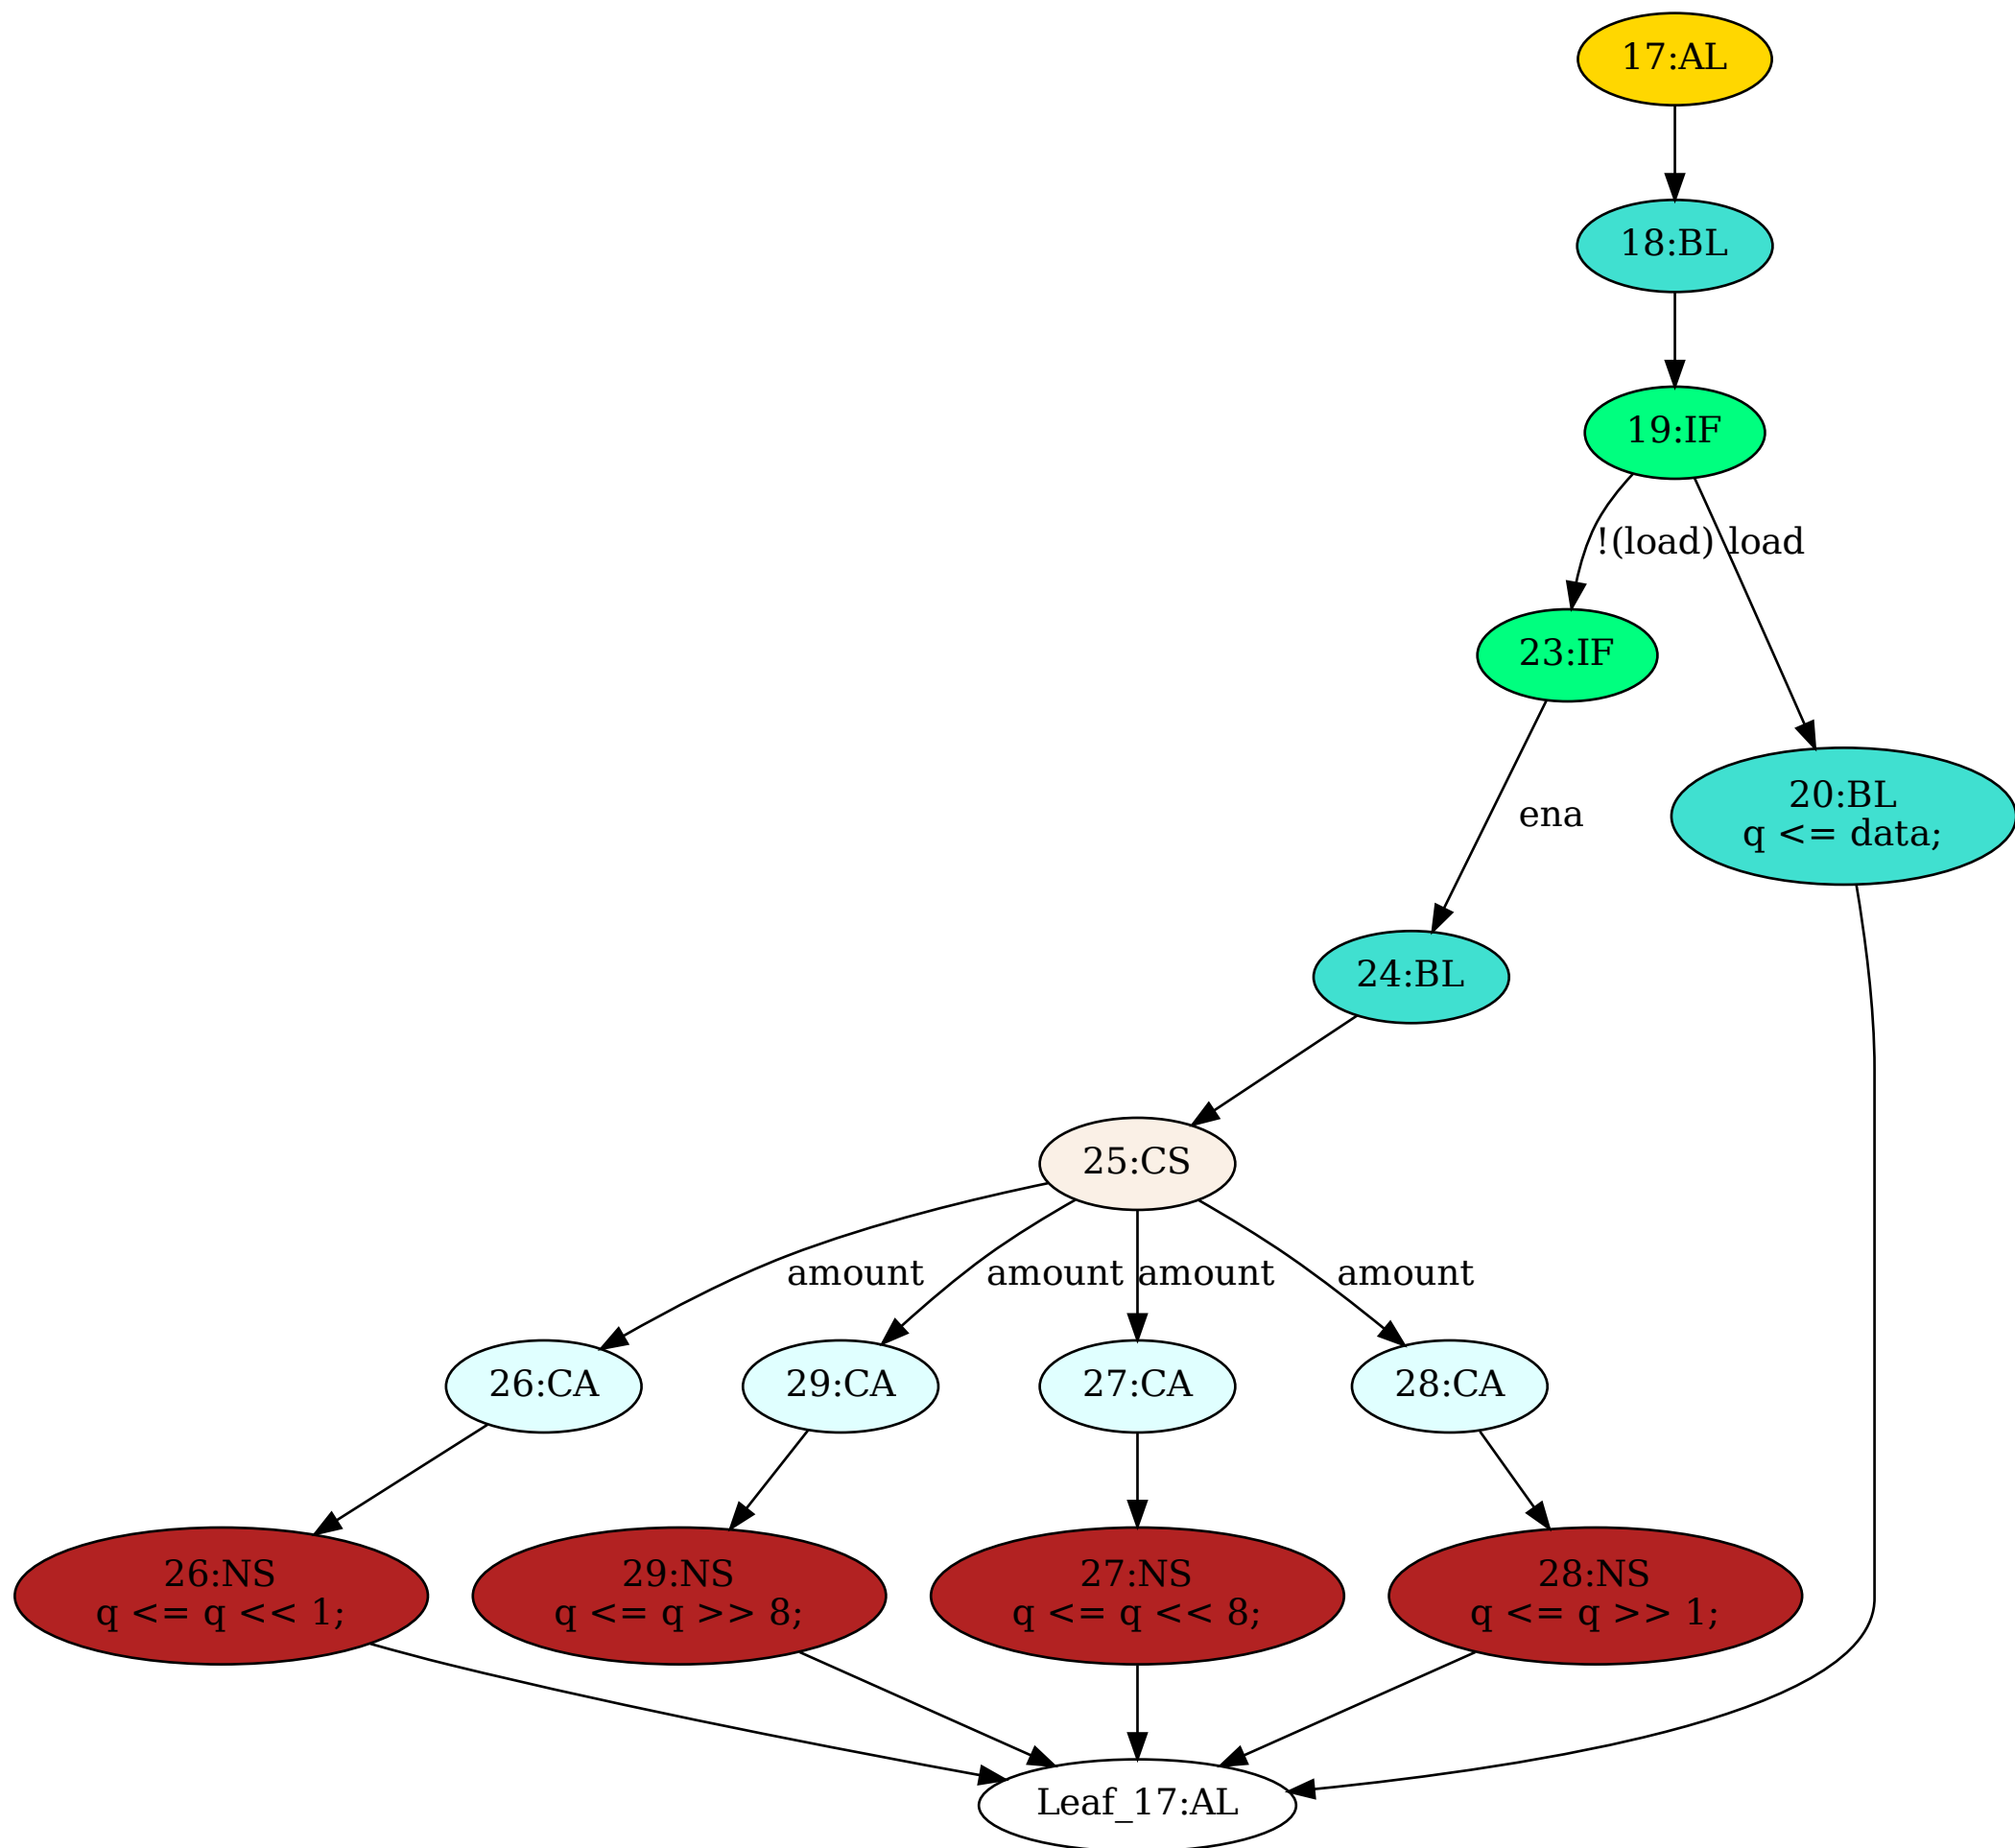 17:AL
18:BL
19:IF
!(load)
load
23:IF
20:BL
q <= data;
ena
24:BL
25:CS
amount
amount
amount
amount
26:CA
29:CA
27:CA
28:CA
26:NS
q <= q << 1;
29:NS
q <= q >> 8;
27:NS
q <= q << 8;
28:NS
q <= q >> 1;
Leaf_17:AL